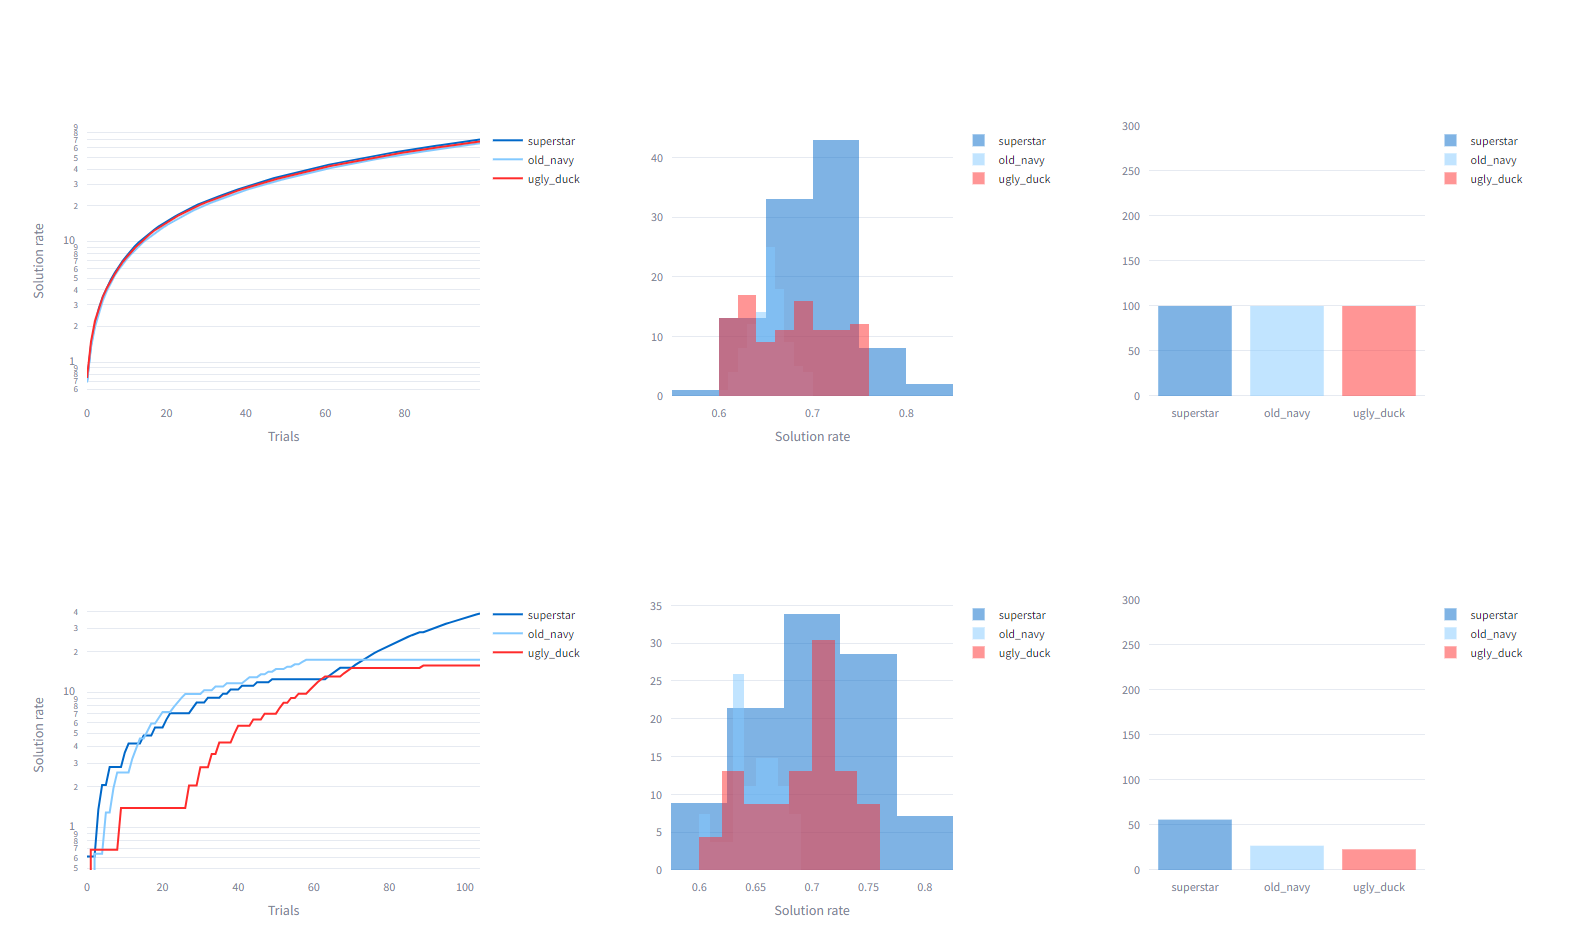 9
8
7
6
5
4
3
2
10
9
8
7
6
5
4
3
2
1
9
8
7
6
Solution rate
0 20 40 60 80
Trials
superstar
old_navy
ugly_duck
40
30
20
10
0
0.6 0.7 0.8
Solution rate
superstar
old_navy
ugly_duck
300
250
200
150
100
50
0
superstar old_navy ugly_duck
superstar
old_navy
ugly_duck
4
3
2
10
9
8
7
6
5
4
3
2
1
9
8
7
6
5
Solution rate
0 20 40 60 80 100
Trials
superstar
old_navy
ugly_duck
35
30
25
20
15
10
5
0
0.6 0.65 0.7 0.75 0.8
Solution rate
superstar
old_navy
ugly_duck
300
250
200
150
100
50
0
superstar old_navy ugly_duck
superstar
old_navy
ugly_duck